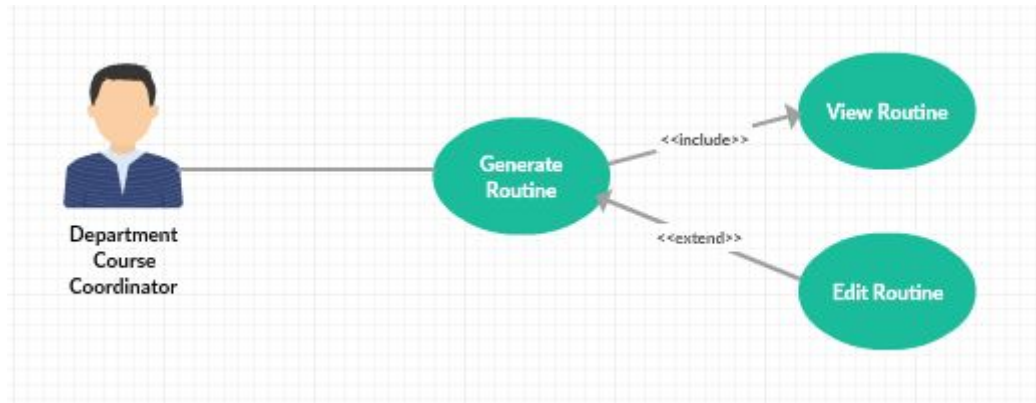 Department
Course
Coordinator
Generate
Routine
<<include>>
View Routine
<<extend>>
Edit Routine